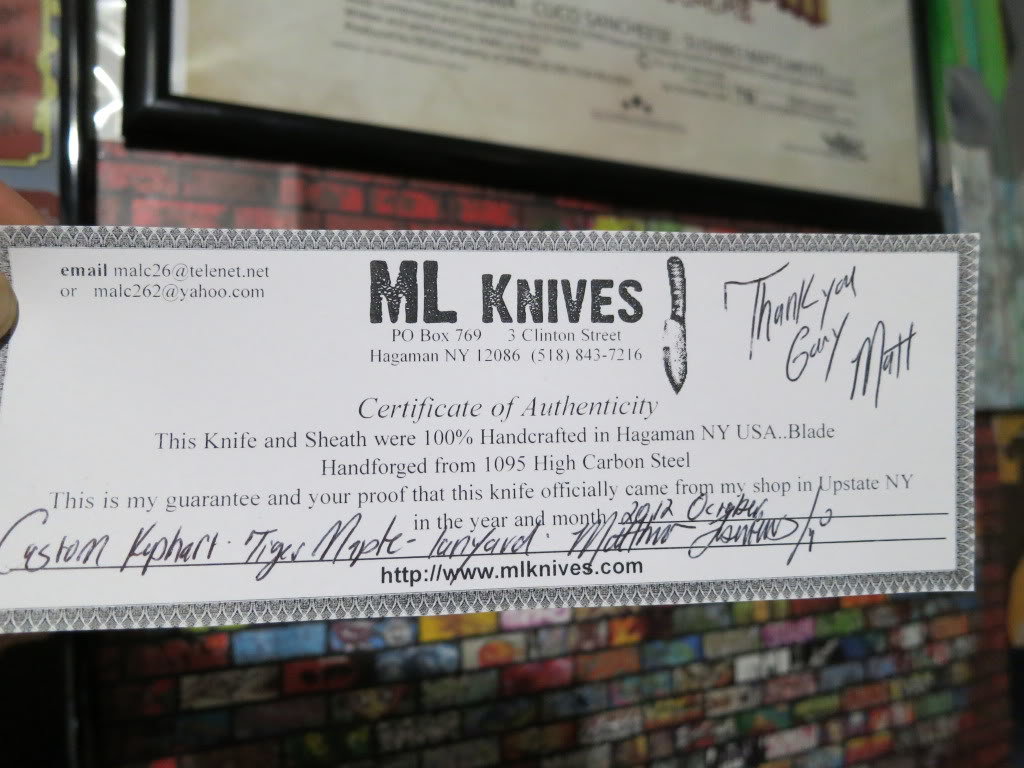 CUCO SANCHEESE
email malc26@telenet.net
or malc262@yahoo.com
ML KNIVES
PO Box 769 3 Clinton Street
Hagaman NY 12086 (518) 843-7216
Thank you
Gary
Matt
Certificate of Authenticity
This Knife and Sheath were 100% Handcrafted in Hagaman NY USA..Blade
Handforged from 1095 High Carbon Steel
This is my guarantee and your proof that this knife officially came from my shop in Upstate NY
in the year and month 2012 October
Custom Kephart - Tiger Maple - Lanyard.
http://www.mlknives.com